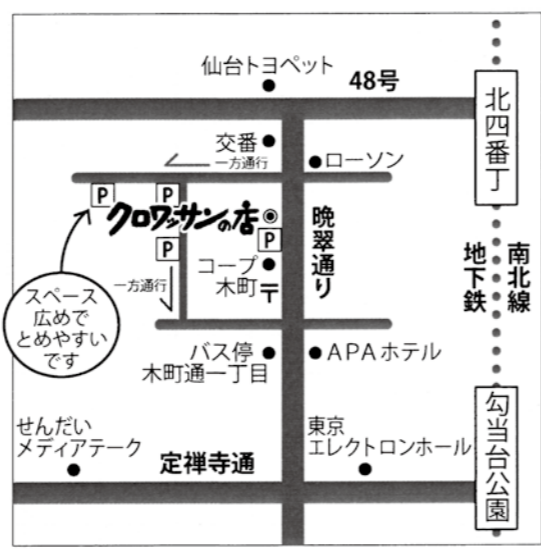 仙台トヨペット
48号
北四番丁
交番
一方通行
ローソン
P
P
クロワッサンの店
P
P
晩翠通り
地下鉄
南北線
コープ
木町
〒
一方通行
スペース
広めで
とめやすい
です
バス停
木町通一丁目
APAホテル
せんだい
メディアテーク
定禅寺通
東京
エレクトロンホール
勾当台公園